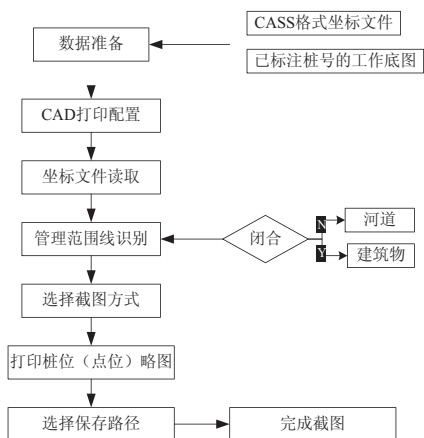 CASS格式坐标文件
数据准备
已标注桩号的工作底图
CAD打印配置
坐标文件读取
N
河道
管理范围线识别
闭合
Y
建筑物
选择截图方式
打印桩位（点位）略图
选择保存路径
完成截图